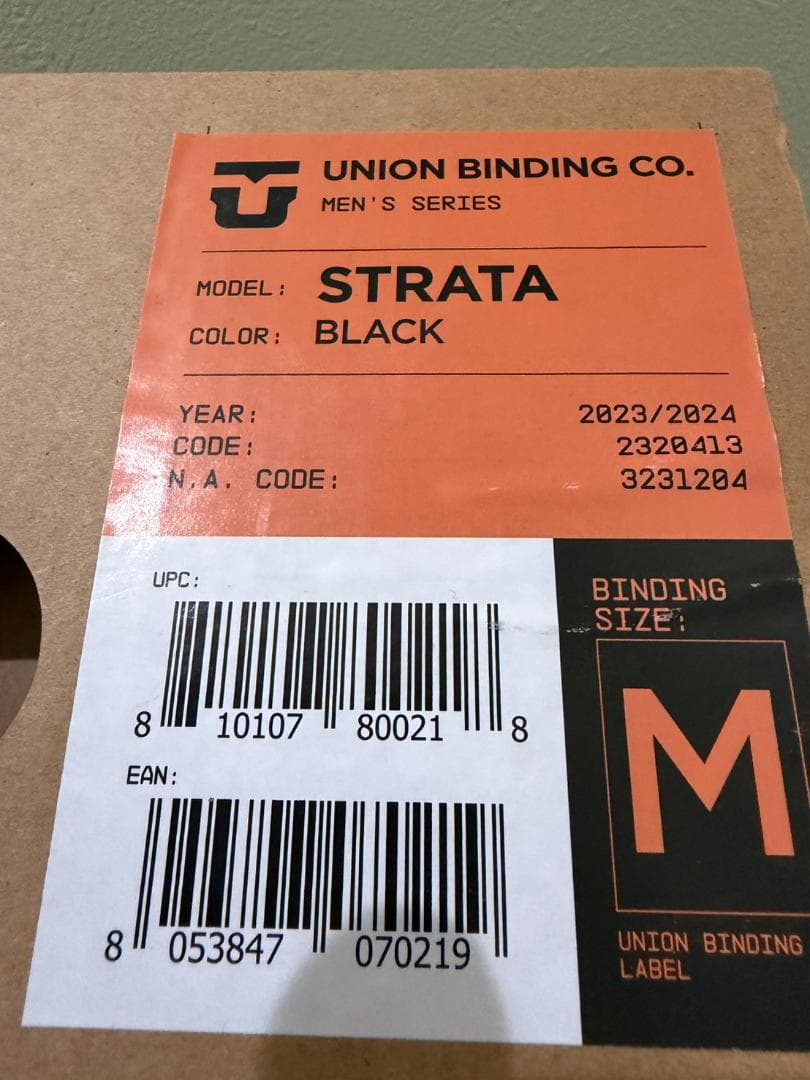 UNION BINDING CO.
MEN'S SERIES
MODEL: STRATA
COLOR: BLACK
YEAR: 2023/2024
CODE: 2320413
N.A. CODE: 3231204
UPC:
8 10107 80021 8
EAN:
8 053847 070219
BINDING
SIZE:
M
UNION BINDING
LABEL